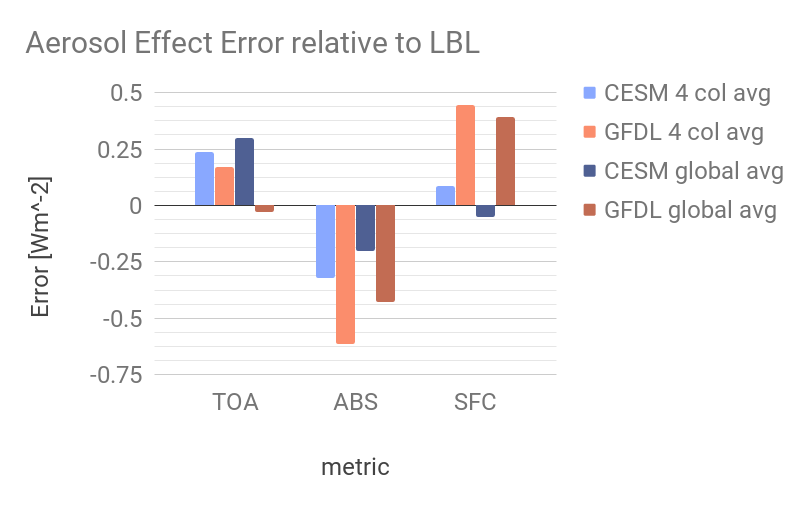 Aerosol Effect Error relative to LBL
CESM 4 col avg
GFDL 4 col avg
CESM global avg
GFDL global avg
Error [Wm^-2]
0.5
0.25
0
-0.25
-0.5
-0.75
TOA
ABS
SFC
metric